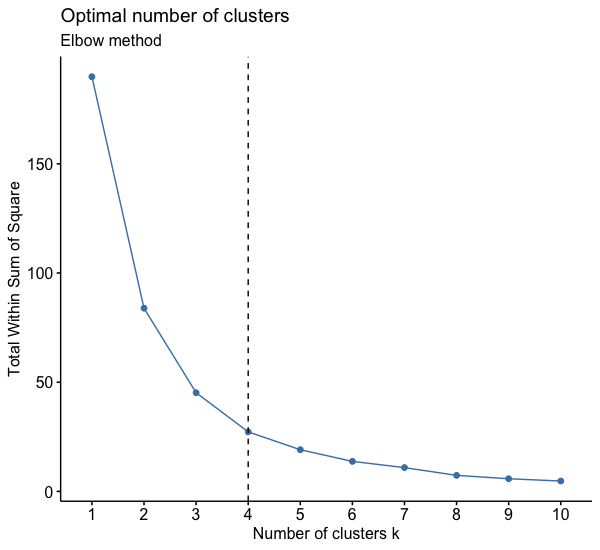 Optimal number of clusters
Elbow method
Total Within Sum of Square
150
100
50
0
1 2 3 4 5 6 7 8 9 10
Number of clusters k